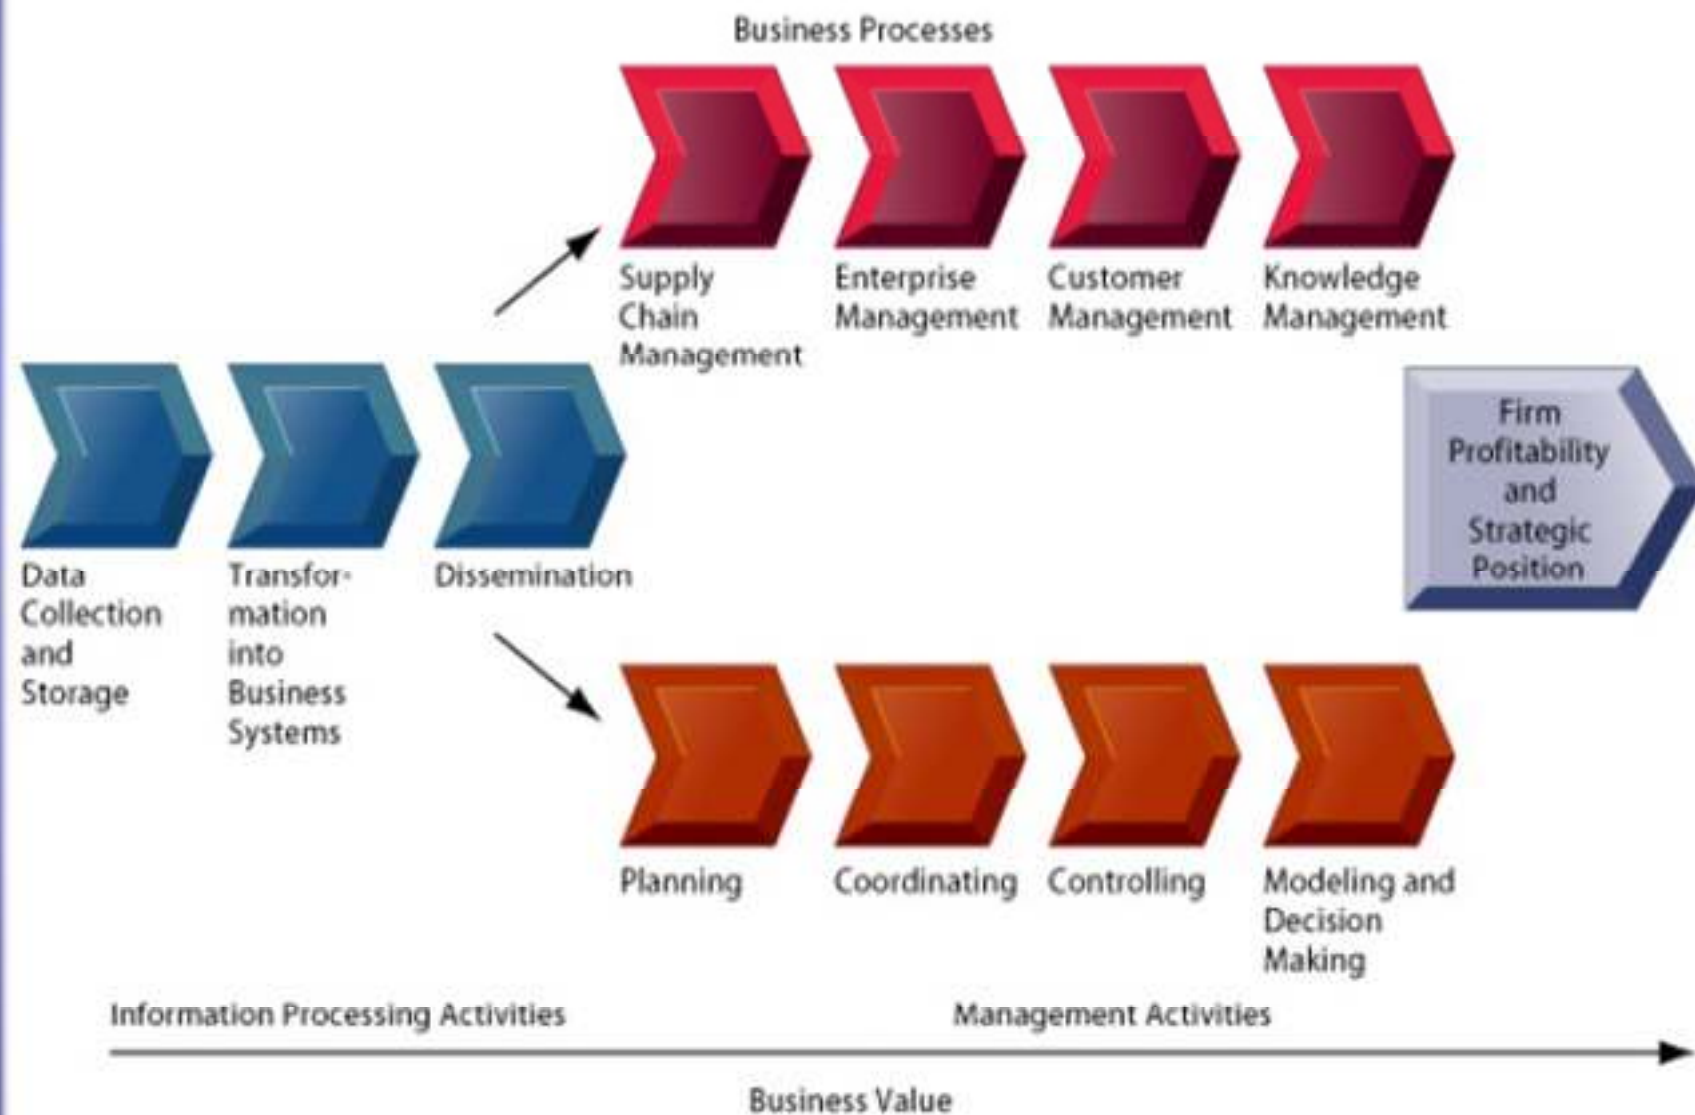 Business Processes
Supply
Chain
Management
Enterprise
Management
Customer
Management
Knowledge
Management
Data
Collection
and
Storage
Transfor-
mation
into
Business
Systems
Dissemination
Firm
Profitability
and
Strategic
Position
Planning
Coordinating
Controlling
Modeling and
Decision
Making
Information Processing Activities
Management Activities
Business Value